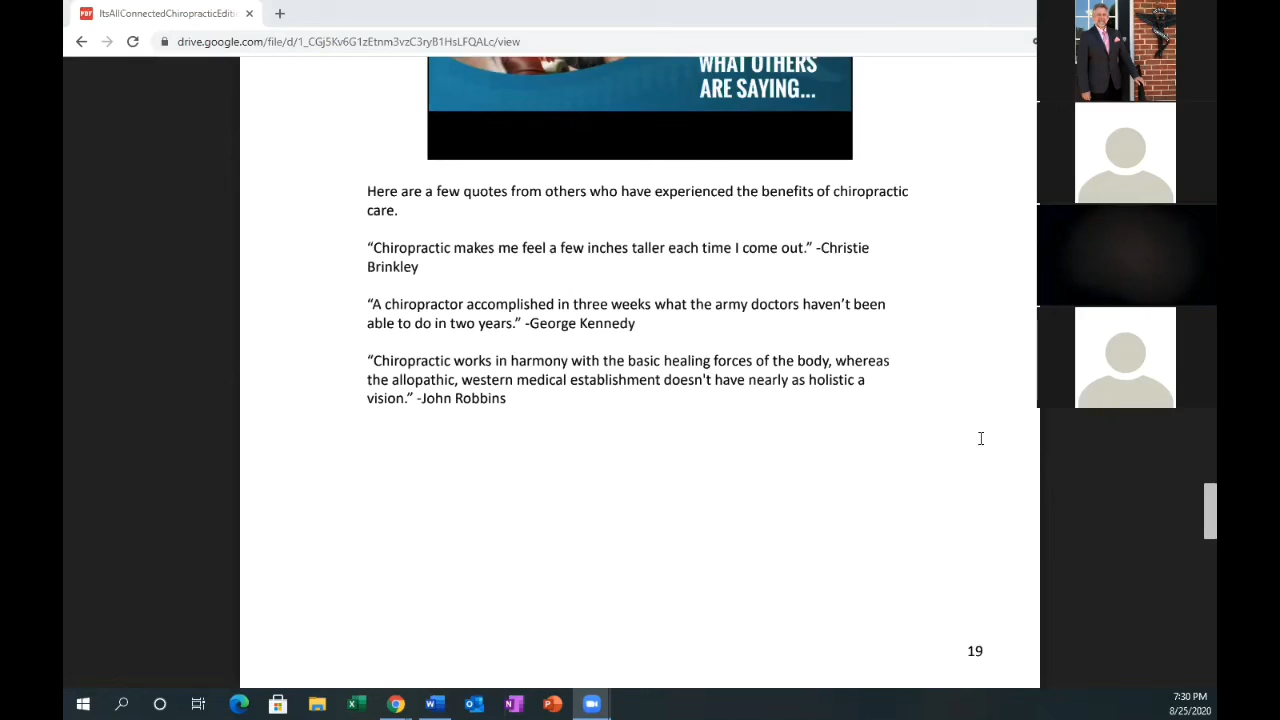 ItsAllConnectedChiropracticEditi
drive.google.com/file/d/1_CGj5Kv6G1zEtnm3vzC3ryB1HsLFQALc/view
WHAT OTHERS
ARE SAYING...
Here are a few quotes from others who have experienced the benefits of chiropractic
care.
“Chiropractic makes me feel a few inches taller each time I come out.” -Christie
Brinkley
“A chiropractor accomplished in three weeks what the army doctors haven’t been
able to do in two years.” -George Kennedy
“Chiropractic works in harmony with the basic healing forces of the body, whereas
the allopathic, western medical establishment doesn't have nearly as holistic a
vision.” -John Robbins
19
7:30 PM
8/25/2020